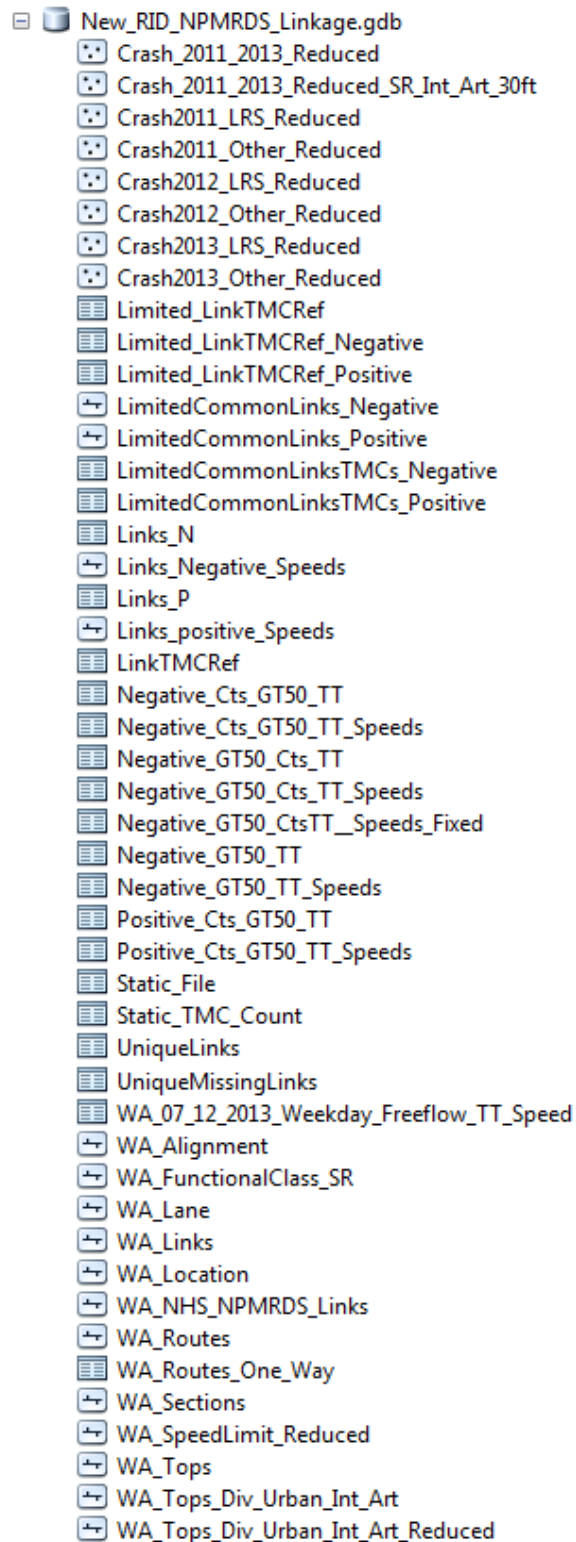 New_RID_NPMRDS_Linkage.gdb
Crash_2011_2013_Reduced
Crash_2011_2013_Reduced_SR_Int_Art_30ft
Crash2011_LRS_Reduced
Crash2011_Other_Reduced
Crash2012_LRS_Reduced
Crash2012_Other_Reduced
Crash2013_LRS_Reduced
Crash2013_Other_Reduced
Limited_LinkTMCRef
Limited_LinkTMCRef_Negative
Limited_LinkTMCRef_Positive
LimitedCommonLinks_Negative
LimitedCommonLinks_Positive
LimitedCommonLinksTMCs_Negative
LimitedCommonLinksTMCs_Positive
Links_N
Links_Negative_Speeds
Links_P
Links_positive_Speeds
LinkTMCRef
Negative_Cts_GT50_TT
Negative_Cts_GT50_TT_Speeds
Negative_GT50_Cts_TT
Negative_GT50_Cts_TT_Speeds
Negative_GT50_CtsTT__Speeds_Fixed
Negative_GT50_TT
Negative_GT50_TT_Speeds
Positive_Cts_GT50_TT
Positive_Cts_GT50_TT_Speeds
Static_File
Static_TMC_Count
UniqueLinks
UniqueMissingLinks
WA_07_12_2013_Weekday_Freeflow_TT_Speed
WA_Alignment
WA_FunctionalClass_SR
WA_Lane
WA_Links
WA_Location
WA_NHS_NPMRDS_Links
WA_Routes
WA_Routes_One_Way
WA_Sections
WA_SpeedLimit_Reduced
WA_Tops
WA_Tops_Div_Urban_Int_Art
WA_Tops_Div_Urban_Int_Art_Reduced